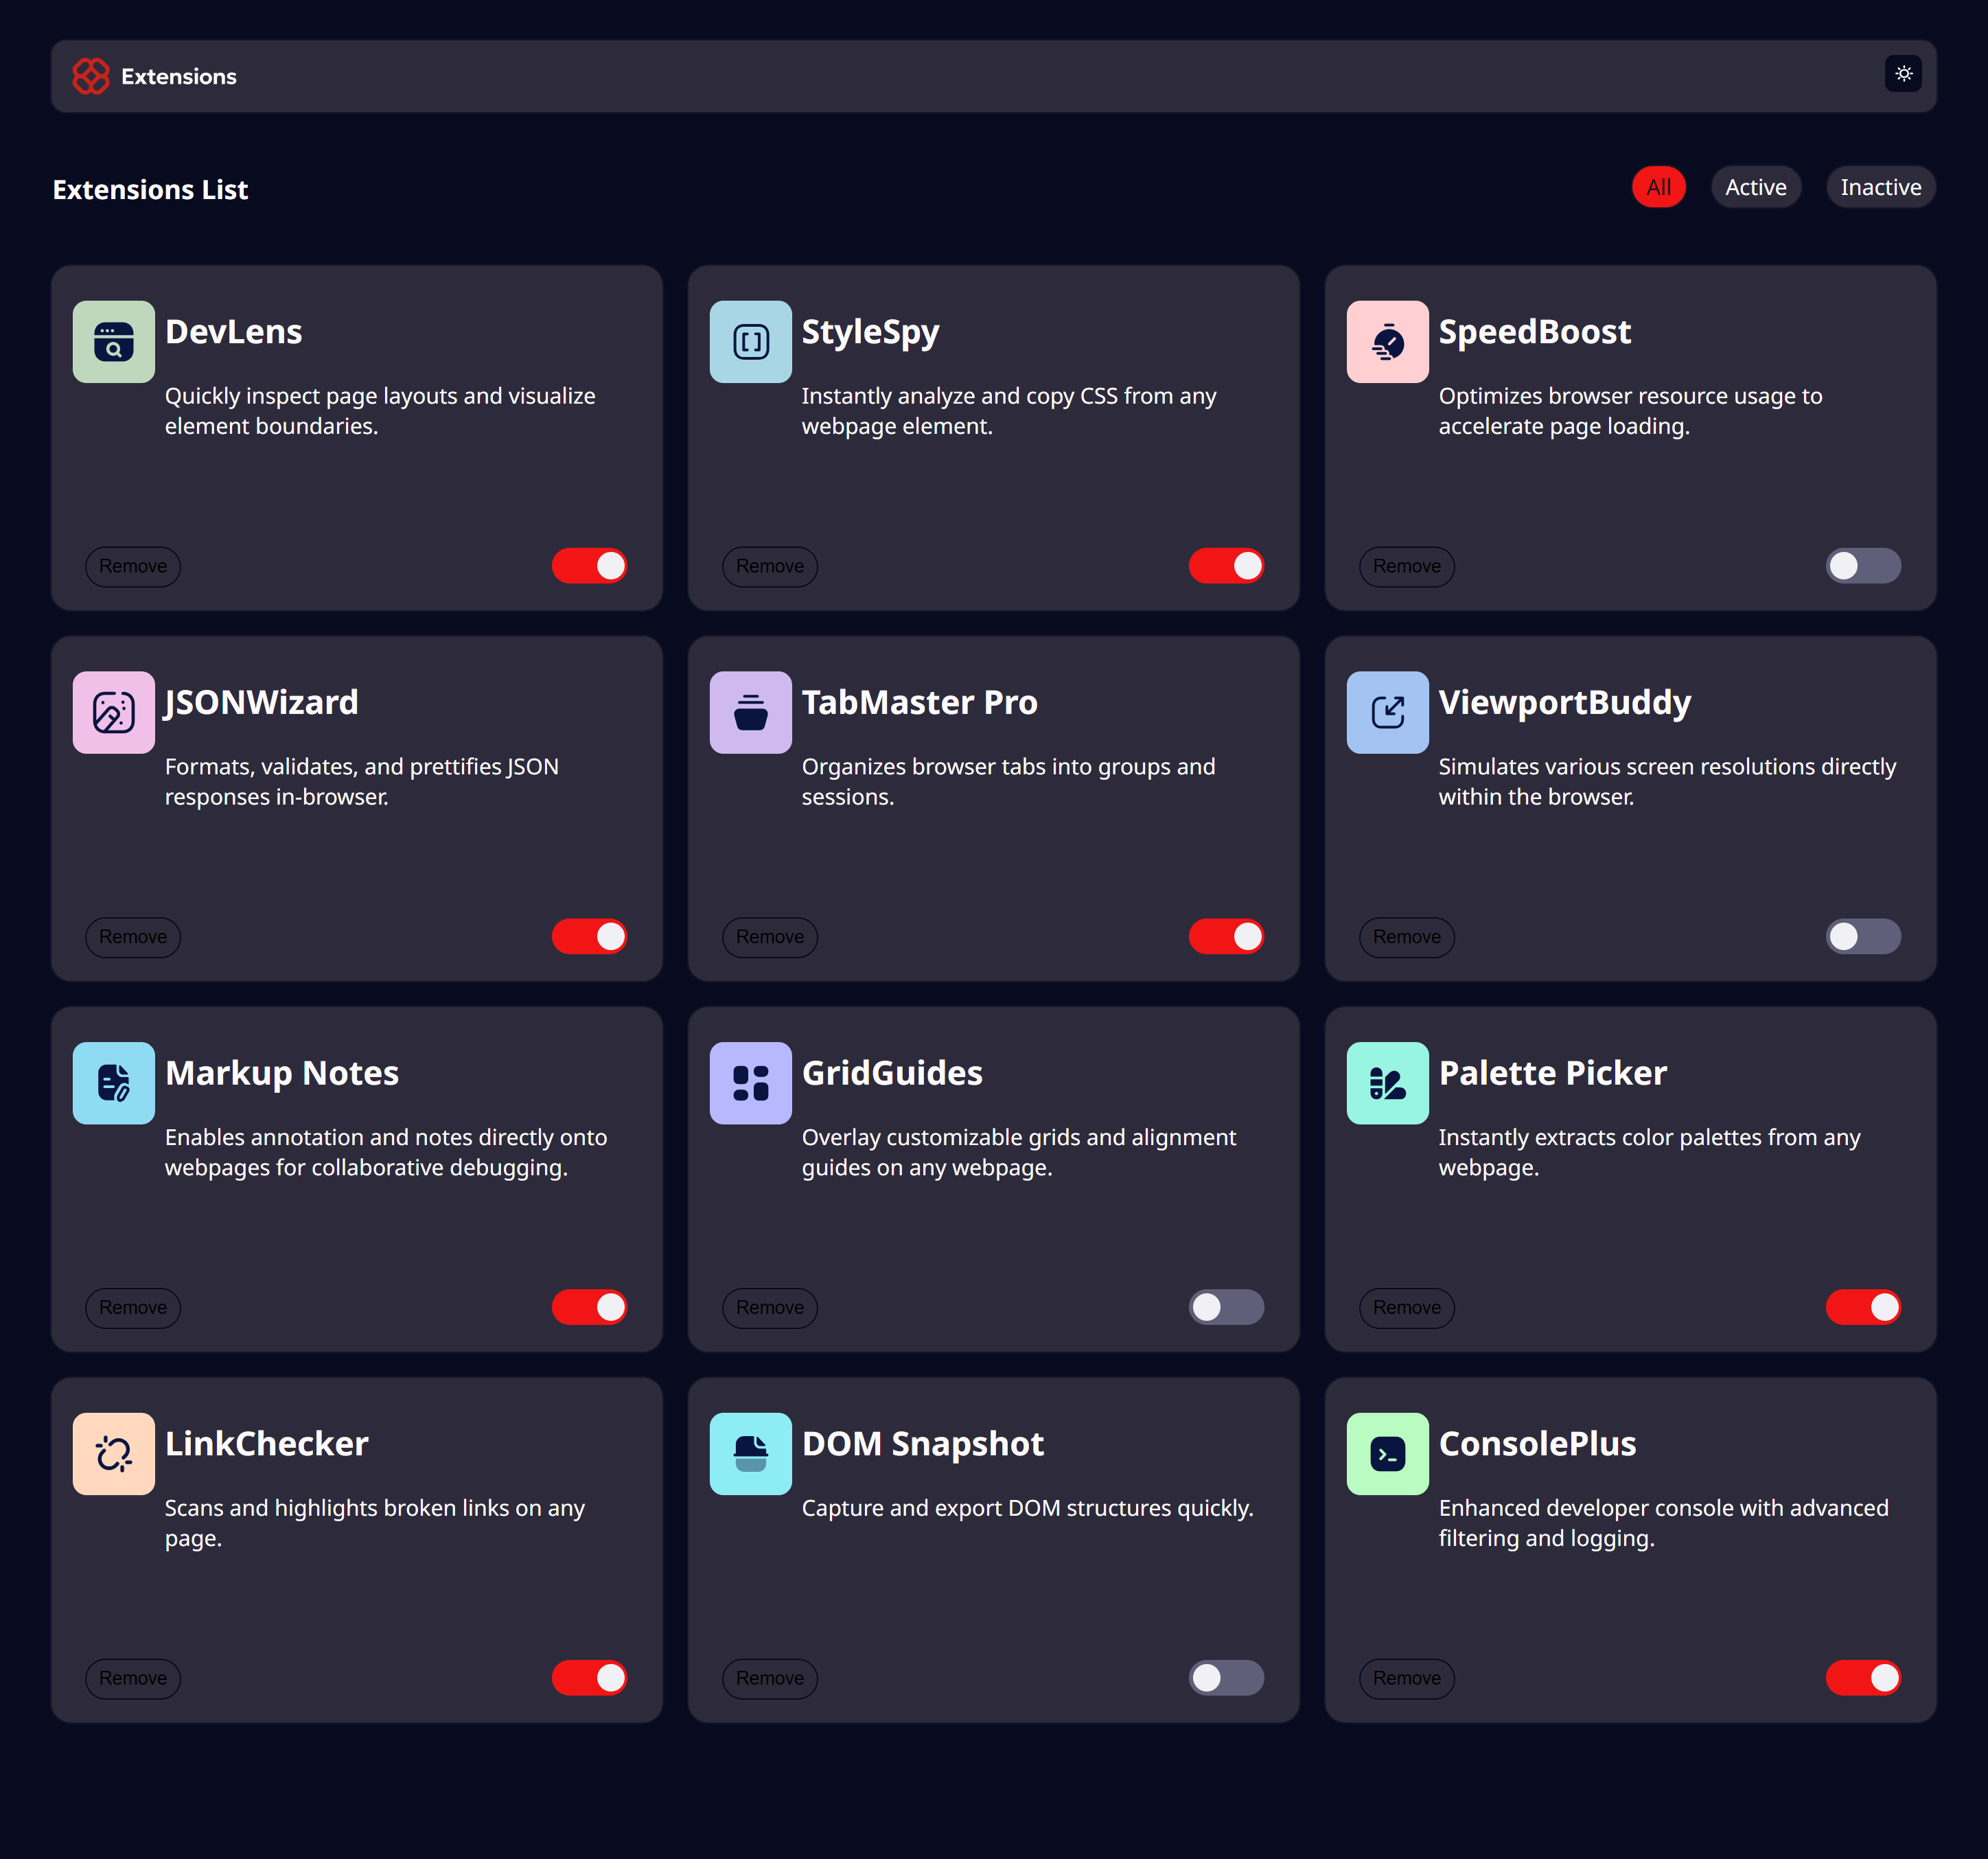 Extensions
Extensions List
All
Active
Inactive
DevLens
Quickly inspect page layouts and visualize
element boundaries.
Remove
StyleSpy
Instantly analyze and copy CSS from any
webpage element.
Remove
SpeedBoost
Optimizes browser resource usage to
accelerate page loading.
Remove
JSONWizard
Formats, validates, and prettifies JSON
responses in-browser.
Remove
TabMaster Pro
Organizes browser tabs into groups and
sessions.
Remove
ViewportBuddy
Simulates various screen resolutions directly
within the browser.
Remove
Markup Notes
Enables annotation and notes directly onto
webpages for collaborative debugging.
Remove
GridGuides
Overlay customizable grids and alignment
guides on any webpage.
Remove
Palette Picker
Instantly extracts color palettes from any
webpage.
Remove
LinkChecker
Scans and highlights broken links on any
page.
Remove
DOM Snapshot
Capture and export DOM structures quickly.
Remove
ConsolePlus
Enhanced developer console with advanced
filtering and logging.
Remove